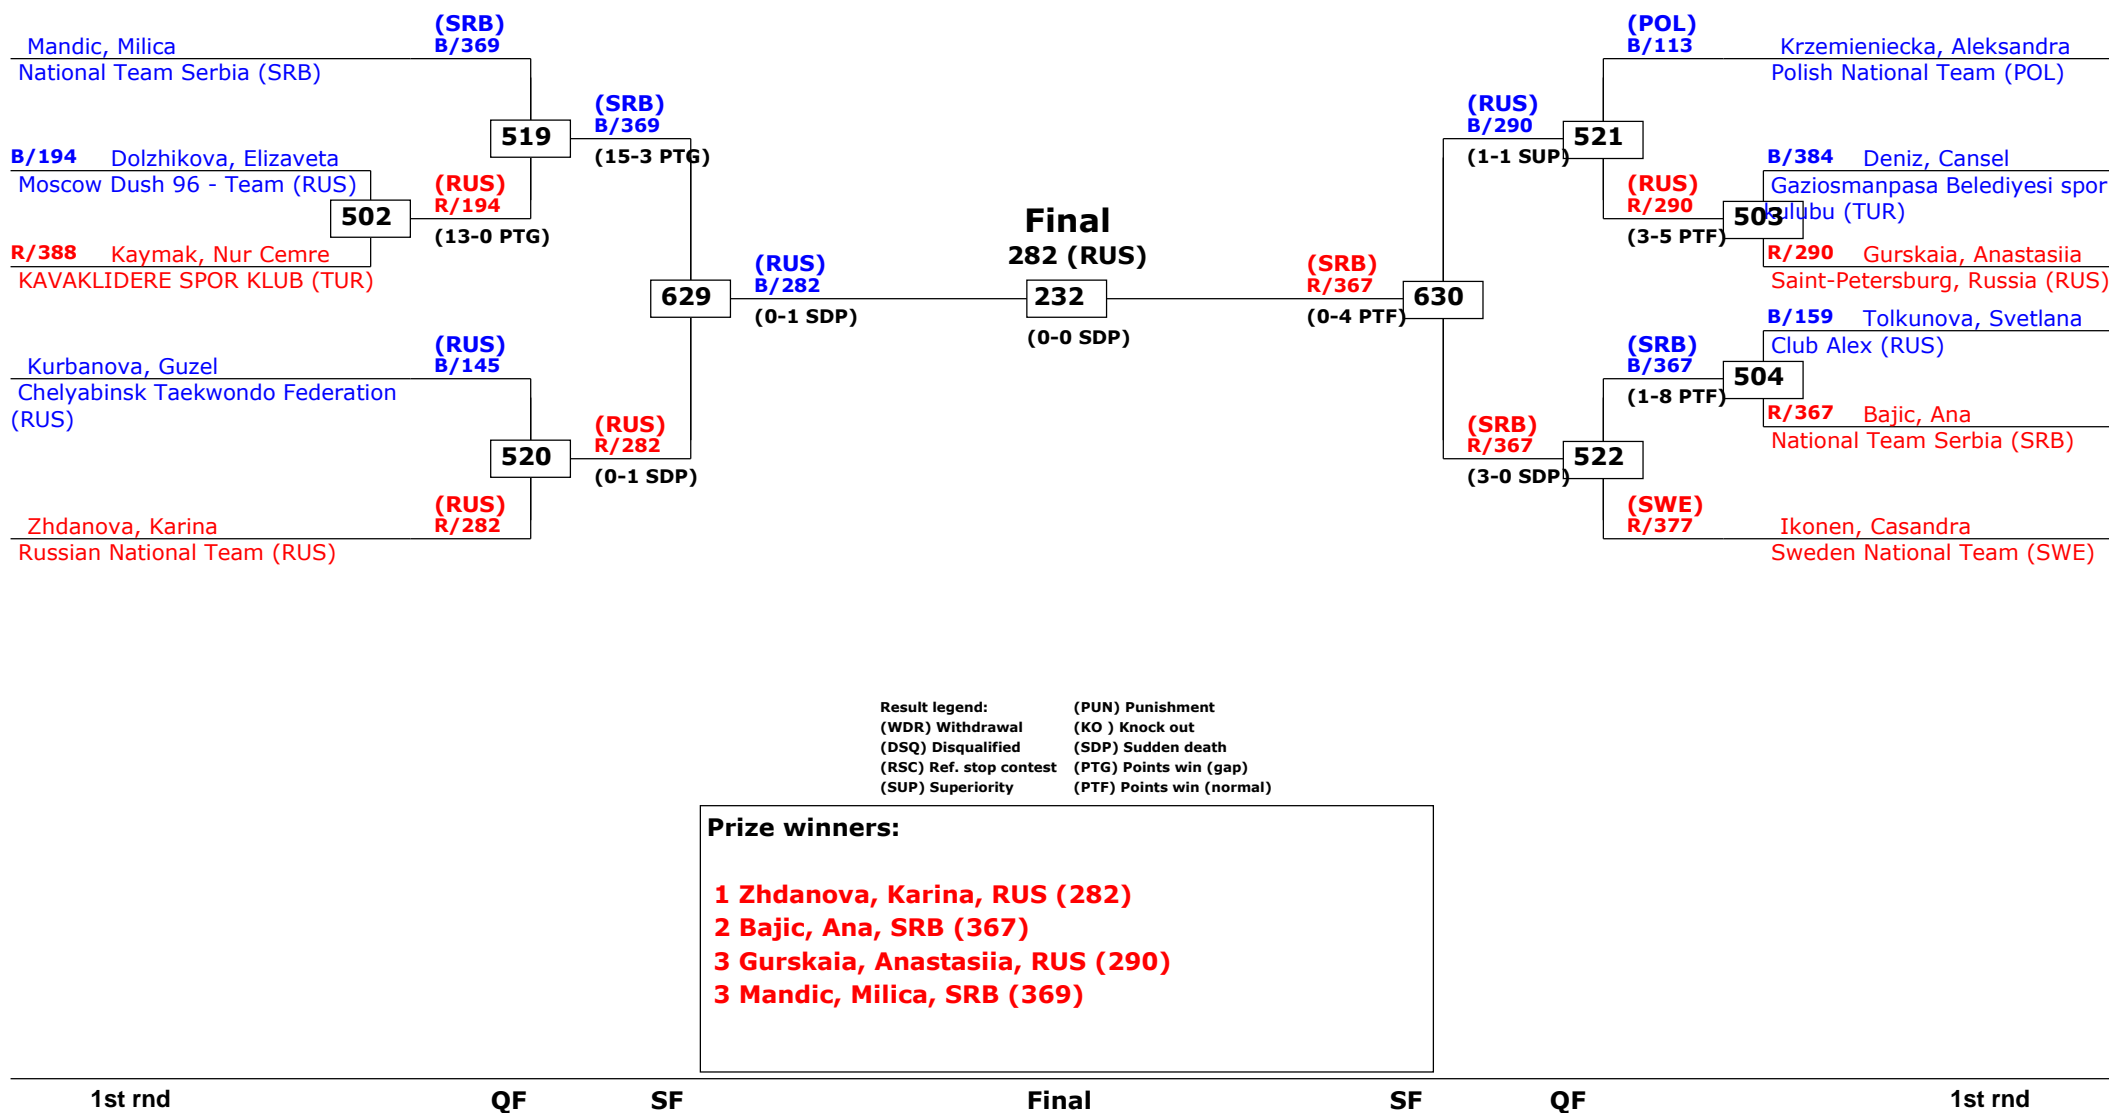 (SRB)
B/369
Mandic, Milica
National Team Serbia (SRB)
(SRB)
B/369
519
(15-3 PTG)
B/194 Dolzhikova, Elizaveta
Moscow Dush 96 - Team (RUS)
(RUS)
R/194
502
(13-0 PTG)
R/388 Kaymak, Nur Cemre
KAVAKLIDERE SPOR KLUB (TUR)
(RUS)
B/282
629
(0-1 SDP)
(RUS)
B/145
Kurbanova, Guzel
Chelyabinsk Taekwondo Federation
(RUS)
(RUS)
R/282
520
(0-1 SDP)
(RUS)
R/282
Zhdanova, Karina
Russian National Team (RUS)
Final
282 (RUS)
232
(0-0 SDP)
(POL)
B/113
Krzemieniecka, Aleksandra
Polish National Team (POL)
(RUS)
B/290
521
(1-1 SUP)
B/384 Deniz, Cansel
Gaziosmanpasa Belediyesi spor
kulubu (TUR)
(RUS)
R/290
503
(3-5 PTF)
R/290 Gurskaia, Anastasiia
Saint-Petersburg, Russia (RUS)
(SRB)
R/367
630
(0-4 PTF)
B/159 Tolkunova, Svetlana
Club Alex (RUS)
(SRB)
B/367
504
(1-8 PTF)
R/367 Bajic, Ana
National Team Serbia (SRB)
(SRB)
R/367
522
(3-0 SDP)
(SWE)
R/377
Ikonen, Casandra
Sweden National Team (SWE)
Result legend: (PUN) Punishment
(WDR) Withdrawal (KO ) Knock out
(DSQ) Disqualified (SDP) Sudden death
(RSC) Ref. stop contest (PTG) Points win (gap)
(SUP) Superiority (PTF) Points win (normal)
Prize winners:
1 Zhdanova, Karina, RUS (282)
2 Bajic, Ana, SRB (367)
3 Gurskaia, Anastasiia, RUS (290)
3 Mandic, Milica, SRB (369)
1st rnd QF SF Final SF QF 1st rnd